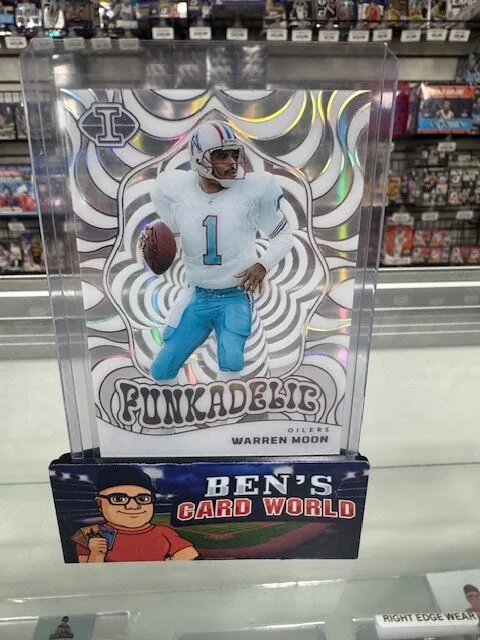 I
1
FUNKADELIC
OILERS
WARREN MOON
BEN'S
CARD WORLD
RIGHT EDGE WEAR